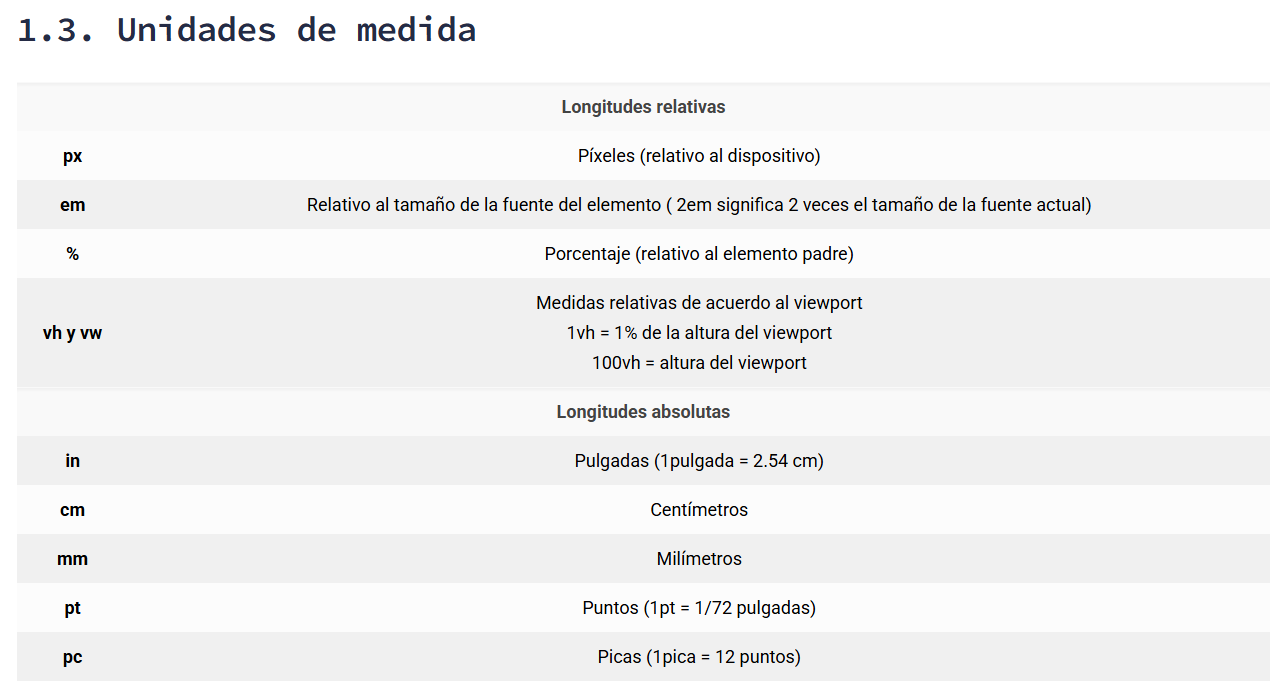 1.3. Unidades de medida
Longitudes relativas
px Píxeles (relativo al dispositivo)
em Relativo al tamaño de la fuente del elemento ( 2em significa 2 veces el tamaño de la fuente actual)
% Porcentaje (relativo al elemento padre)
Medidas relativas de acuerdo al viewport
vh y vw 1vh = 1% de la altura del viewport
100vh = altura del viewport
Longitudes absolutas
in Pulgadas (1pulgada = 2.54 cm)
cm Centímetros
mm Milímetros
pt Puntos (1pt = 1/72 pulgadas)
pc Picas (1pica = 12 puntos)